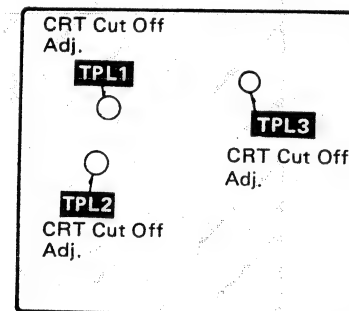 CRT Cut Off
Adj.
TPL1
TPL3
CRT Cut Off
Adj.
TPL2
CRT Cut Off
Adj.